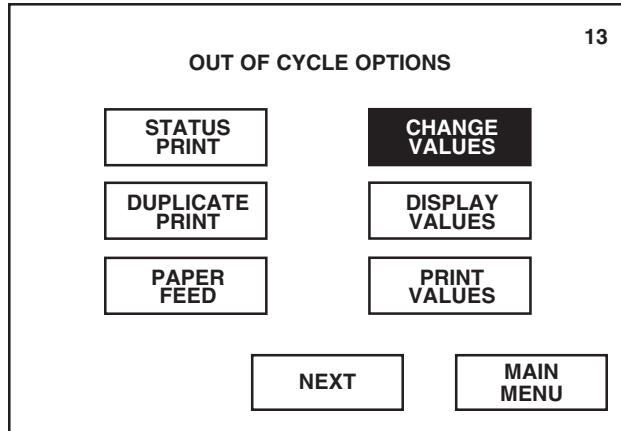 13
OUT OF CYCLE OPTIONS
STATUS
PRINT
CHANGE
VALUES
DUPLICATE
PRINT
DISPLAY
VALUES
PAPER
FEED
PRINT
VALUES
NEXT
MAIN
MENU